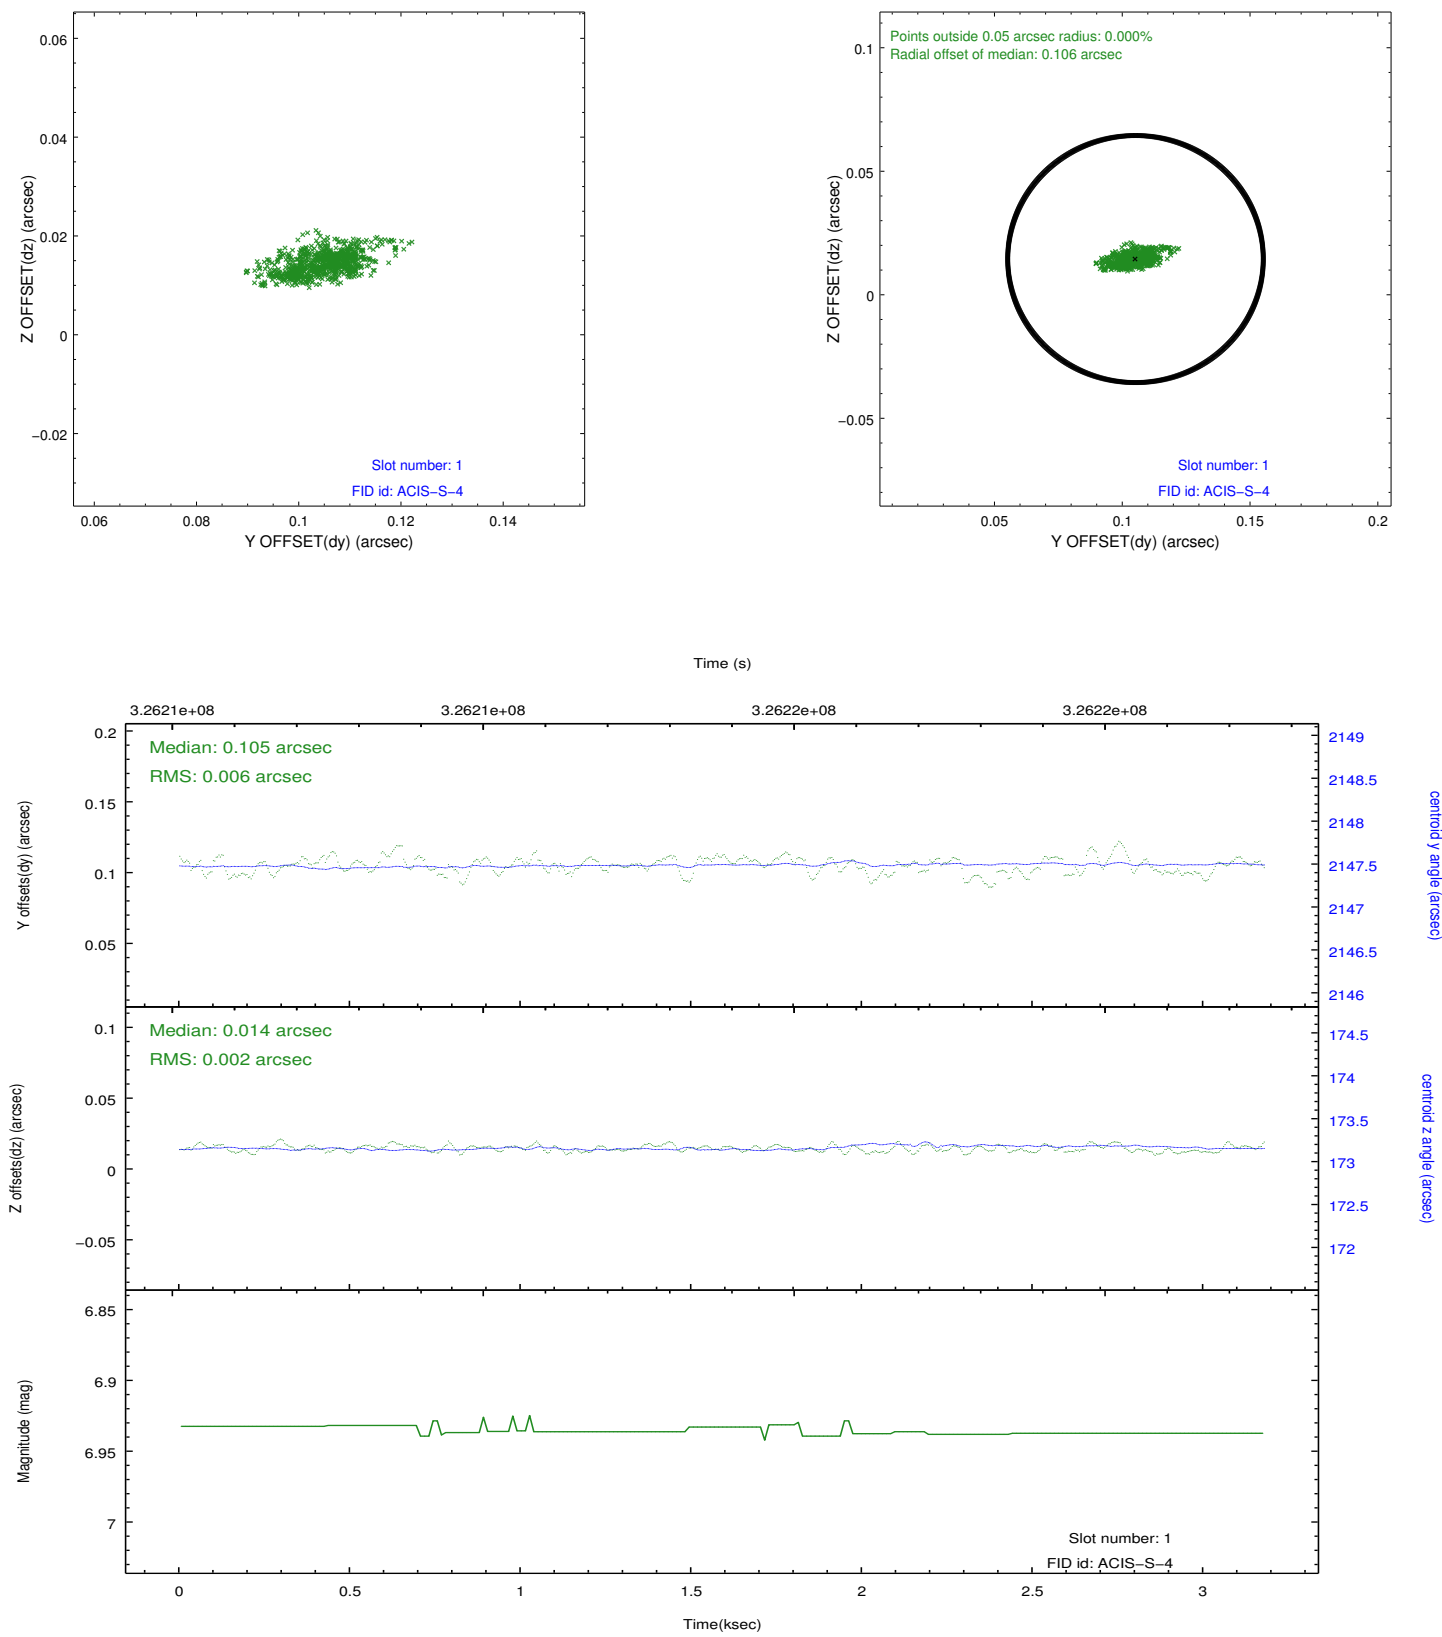 0.06
0.04
0.02
0
−0.02
Z OFFSET(dz) (arcsec)
Slot number: 1
FID id: ACIS−S−4
0.06 0.08 0.1 0.12 0.14
Y OFFSET(dy) (arcsec)
Points outside 0.05 arcsec radius: 0.000%
Radial offset of median: 0.106 arcsec
0.1
0.05
0
−0.05
Z OFFSET(dz) (arcsec)
Slot number: 1
FID id: ACIS−S−4
0.05 0.1 0.15 0.2
Y OFFSET(dy) (arcsec)
Time (s)
3.2621e+08 3.2621e+08 3.2622e+08 3.2622e+08
Median: 0.105 arcsec
RMS: 0.006 arcsec
0.2
0.15
0.1
0.05
Y offsets(dy) (arcsec)
2149
2148.5
2148
2147.5
2147
2146.5
2146
centroid y angle (arcsec)
Median: 0.014 arcsec
RMS: 0.002 arcsec
0.1
0.05
0
−0.05
Z offsets(dz) (arcsec)
174.5
174
173.5
173
172.5
172
centroid z angle (arcsec)
6.85
6.9
6.95
7
Magnitude (mag)
Slot number: 1
FID id: ACIS−S−4
0 0.5 1 1.5 2 2.5 3
Time(ksec)